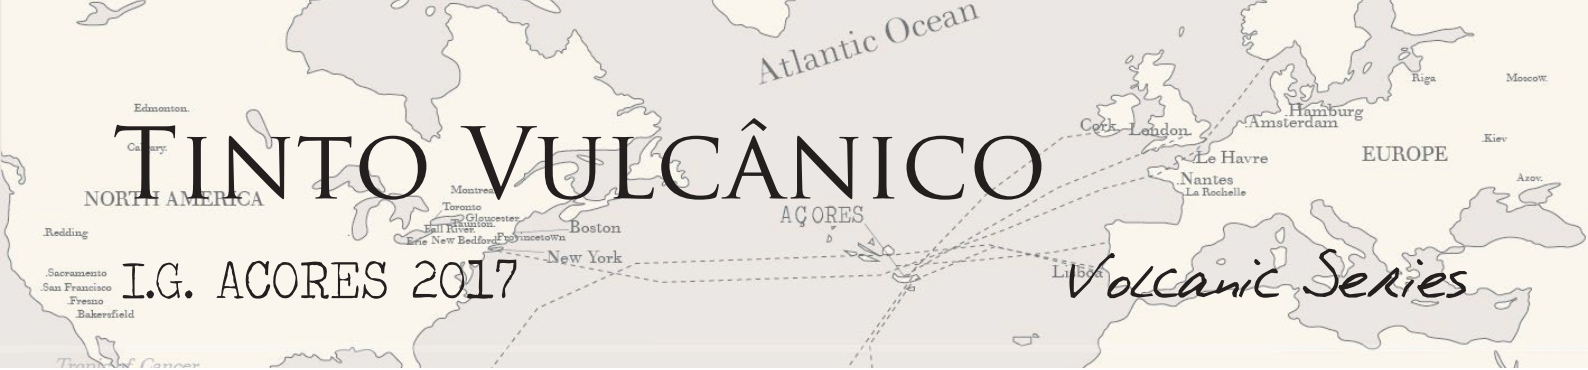 Atlantic Ocean
Riga
Moscow.
Edmonton.
Hamburg
Amsterdam
Cork.
London.
.Kiev
TINTO VULCÂNICO
Calgary.
.Le Havre
EUROPE
.Nantes
.La Rochelle
Azov.
NORTH AMERICA
Montreal
Toronto
.Gloucester
.Taunton.
Fall River.
AÇORES
Boston
.Redding
Erie
New Bedford.
Provincetown
New York
.Sacramento
.San Francisco
.Fresno
.Bakersfield
I.G. ACORES 2017
Lisbõa
Volcanic Series
Tropic of Cancer